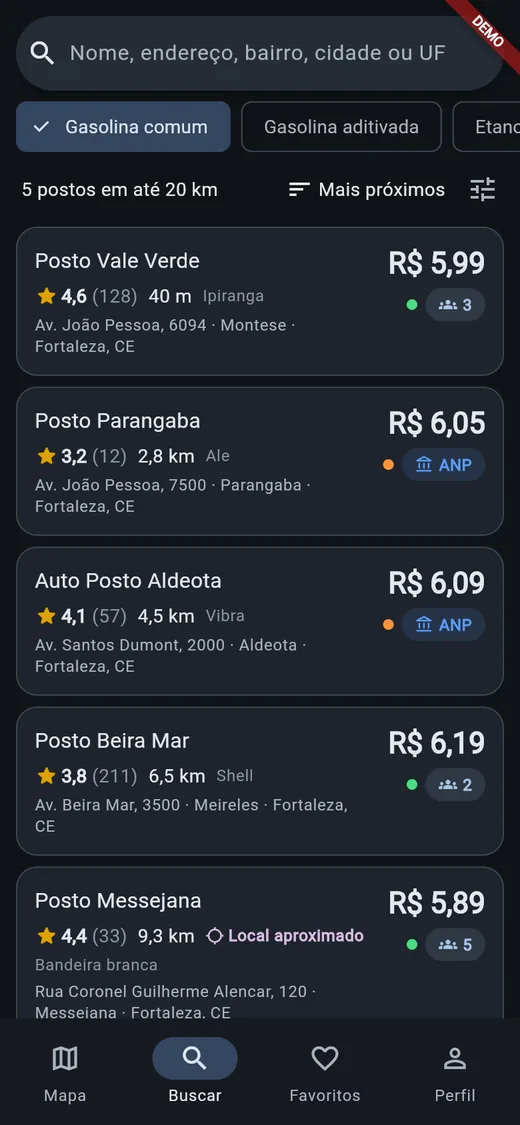 DEMO
Nome, endereço, bairro, cidade ou UF
Gasolina comum
Gasolina aditivada
Etano
5 postos em até 20 km
Mais próximos
Posto Vale Verde
R$ 5,99
4,6 (128) 40 m Ipiranga
3
Av. João Pessoa, 6094 · Montese ·
Fortaleza, CE
Posto Parangaba
R$ 6,05
3,2 (12) 2,8 km Ale
ANP
Av. João Pessoa, 7500 · Parangaba ·
Fortaleza, CE
Auto Posto Aldeota
R$ 6,09
4,1 (57) 4,5 km Vibra
ANP
Av. Santos Dumont, 2000 · Aldeota ·
Fortaleza, CE
Posto Beira Mar
R$ 6,19
3,8 (211) 6,5 km Shell
2
Av. Beira Mar, 3500 · Meireles · Fortaleza,
CE
Posto Messejana
R$ 5,89
4,4 (33) 9,3 km Local aproximado
5
Bandeira branca
Rua Coronel Guilherme Alencar, 120 ·
Messejana · Fortaleza, CE
Mapa
Buscar
Favoritos
Perfil